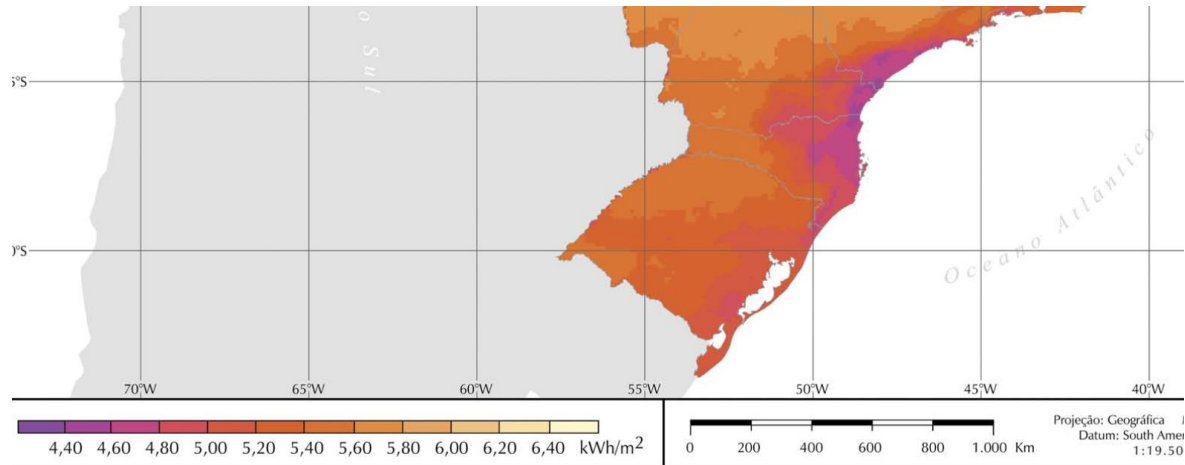 o Sul
5°S
0°S
Oceano Atlântico
70°W 65°W 60°W 55°W 50°W 45°W 40°W
4,40 4,60 4,80 5,00 5,20 5,40 5,60 5,80 6,00 6,20 6,40 kWh/m²
0 200 400 600 800 1.000 Km
Projeção: Geográfica
Datum: South Amer
1:19.50